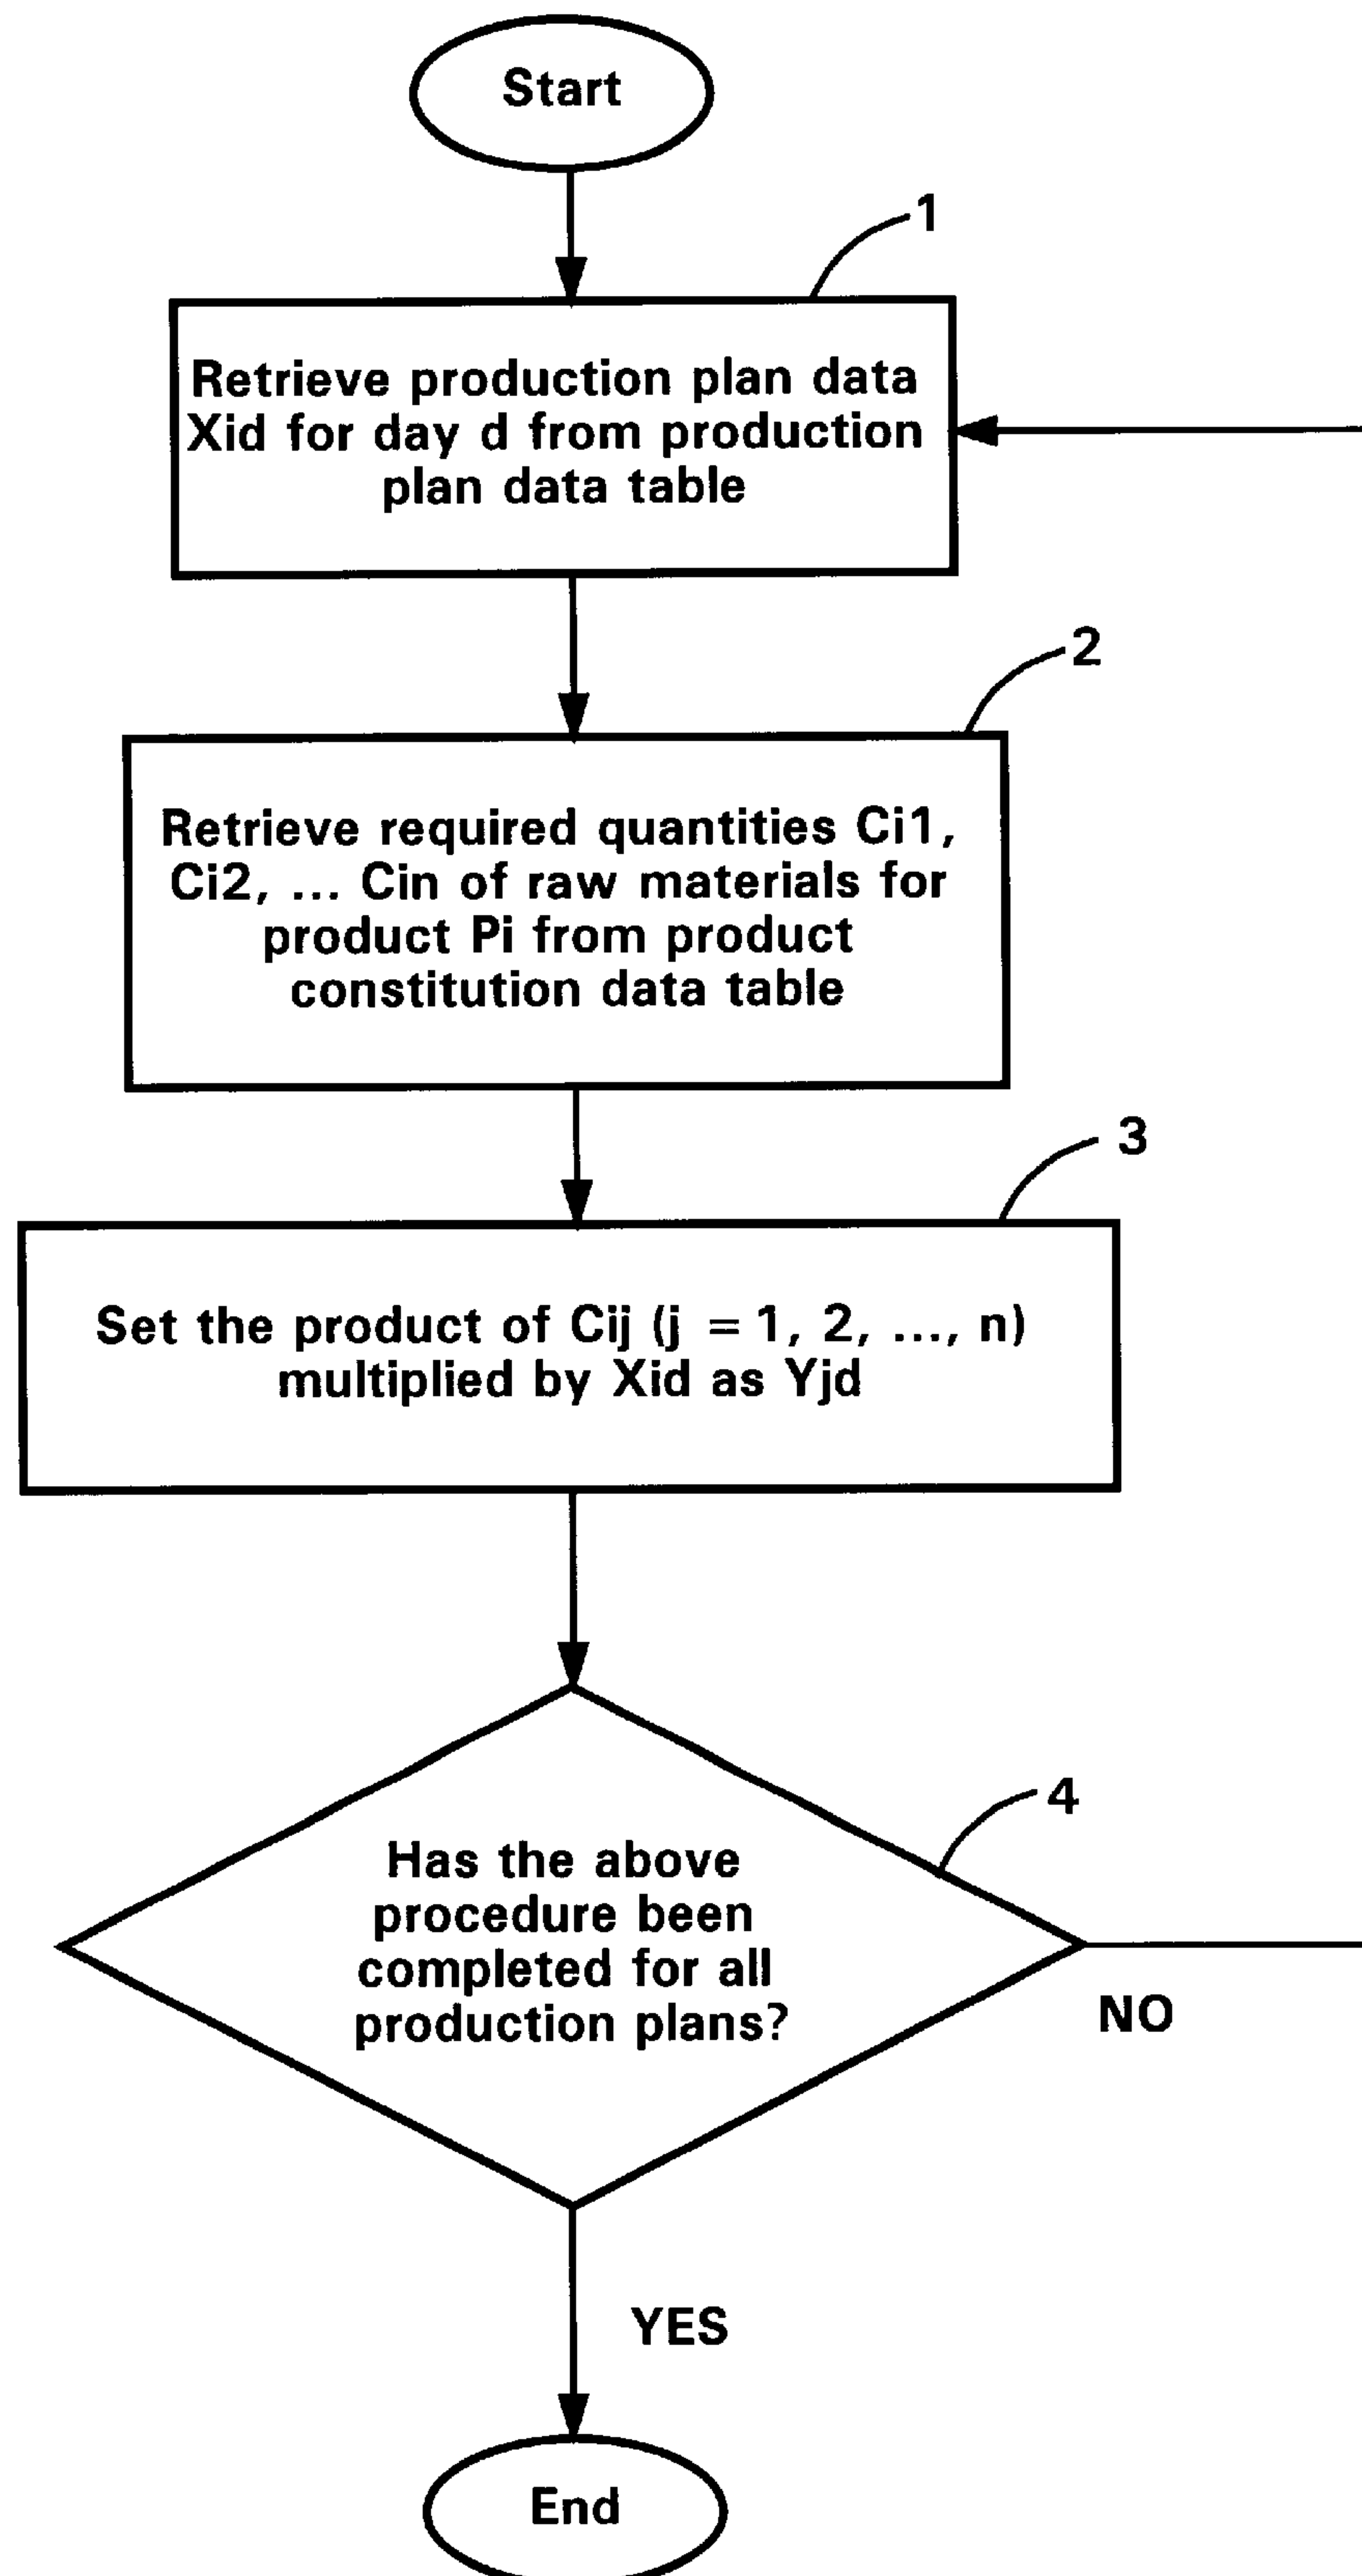 Start
1
Retrieve production plan data
Xid for day d from production
plan data table
2
Retrieve required quantities Ci1,
Ci2, ... Cin of raw materials for
product Pi from product
constitution data table
3
Set the product of Cij (j = 1, 2, ..., n)
multiplied by Xid as Yjd
4
Has the above
procedure been
completed for all
production plans?
NO
YES
End